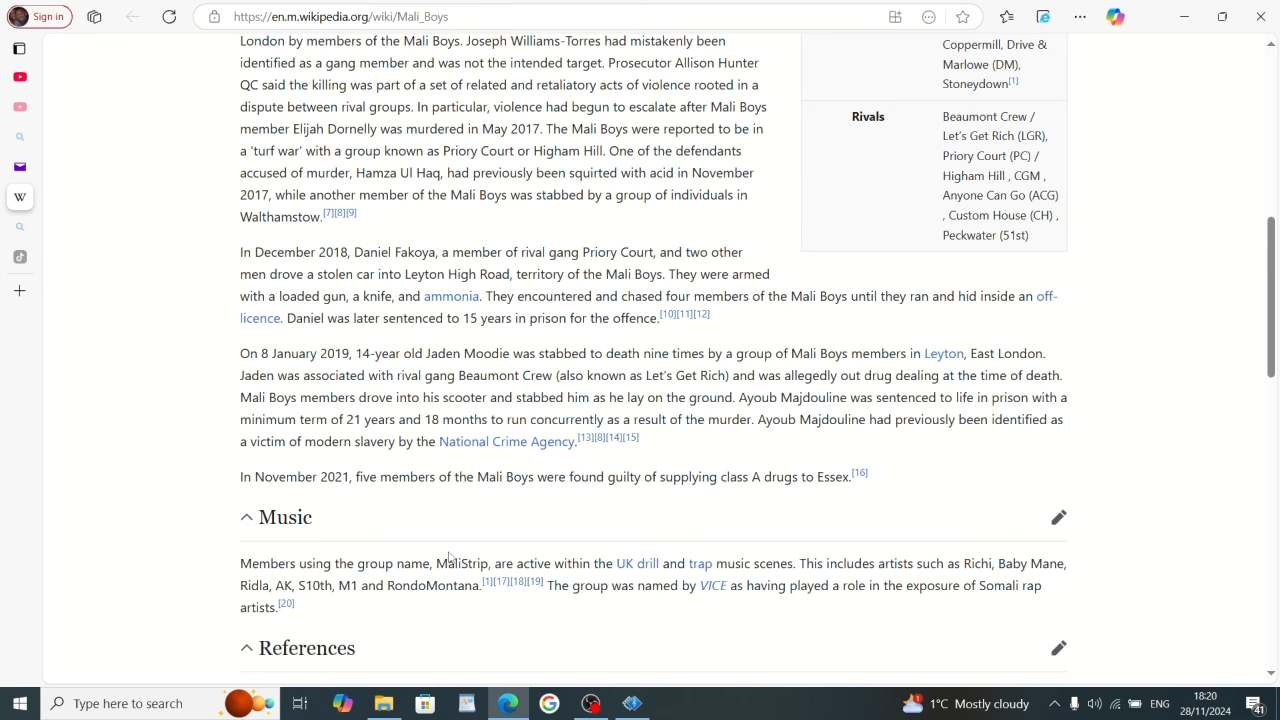 Sign in
https://en.m.wikipedia.org/wiki/Mali_Boys
London by members of the Mali Boys. Joseph Williams-Torres had mistakenly been
identified as a gang member and was not the intended target. Prosecutor Allison Hunter
QC said the killing was part of a set of related and retaliatory acts of violence rooted in a
dispute between rival groups. In particular, violence had begun to escalate after Mali Boys
member Elijah Dornelly was murdered in May 2017. The Mali Boys were reported to be in
a 'turf war' with a group known as Priory Court or Higham Hill. One of the defendants
accused of murder, Hamza Ul Haq, had previously been squirted with acid in November
2017, while another member of the Mali Boys was stabbed by a group of individuals in
Walthamstow.[7][8][9]
Coppermill, Drive &
Marlowe (DM),
Stoneydown[1]
Rivals
Beaumont Crew /
Let's Get Rich (LGR),
Priory Court (PC) /
Higham Hill , CGM ,
Anyone Can Go (ACG)
, Custom House (CH) ,
Peckwater (51st)
In December 2018, Daniel Fakoya, a member of rival gang Priory Court, and two other
men drove a stolen car into Leyton High Road, territory of the Mali Boys. They were armed
with a loaded gun, a knife, and ammonia. They encountered and chased four members of the Mali Boys until they ran and hid inside an off-
licence. Daniel was later sentenced to 15 years in prison for the offence.[10][11][12]
On 8 January 2019, 14-year old Jaden Moodie was stabbed to death nine times by a group of Mali Boys members in Leyton, East London.
Jaden was associated with rival gang Beaumont Crew (also known as Let's Get Rich) and was allegedly out drug dealing at the time of death.
Mali Boys members drove into his scooter and stabbed him as he lay on the ground. Ayoub Majdouline was sentenced to life in prison with a
minimum term of 21 years and 18 months to run concurrently as a result of the murder. Ayoub Majdouline had previously been identified as
a victim of modern slavery by the National Crime Agency.[13][8][14][15]
In November 2021, five members of the Mali Boys were found guilty of supplying class A drugs to Essex.[16]
Music
Members using the group name, MaliStrip, are active within the UK drill and trap music scenes. This includes artists such as Richi, Baby Mane,
Ridla, AK, S10th, M1 and RondoMontana.[1][17][18][19] The group was named by VICE as having played a role in the exposure of Somali rap
artists.[20]
References
Type here to search
1°C Mostly cloudy
ENG
18:20
28/11/2024
41